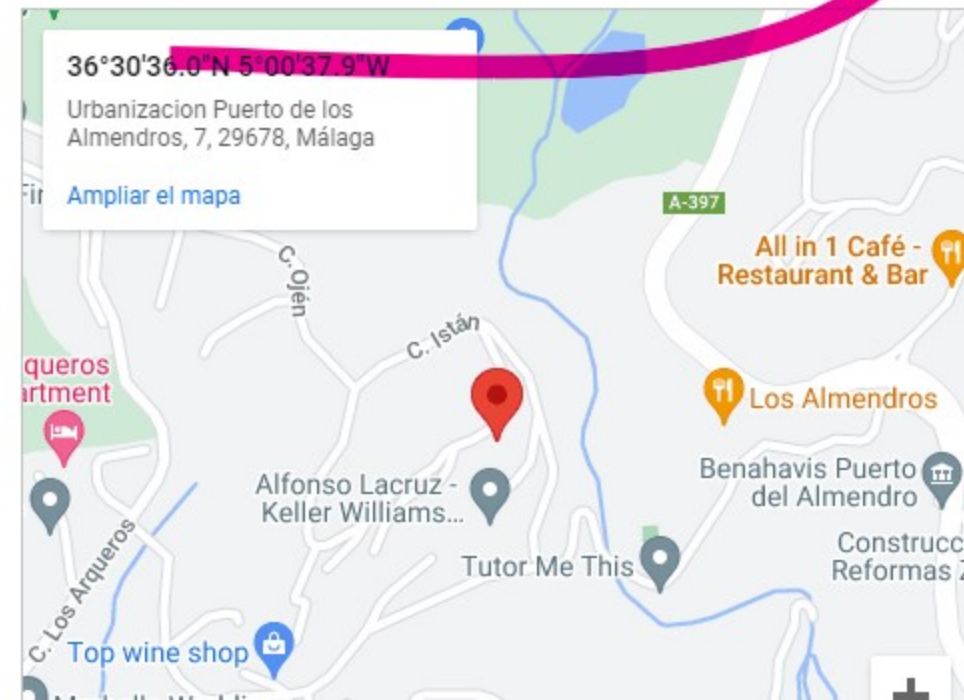 36°30'36.0"N 5°00'37.9"W
Urbanizacion Puerto de los
Almendros, 7, 29678, Málaga
Ampliar el mapa
A-397
All in 1 Café -
Restaurant & Bar
C. Ojén
C. Istán
queros
artment
Los Almendros
Alfonso Lacruz -
Keller Williams...
Benahavis Puerto
del Almendro
Tutor Me This
Construcc
Reformas
C. Los Arqueros
Top wine shop